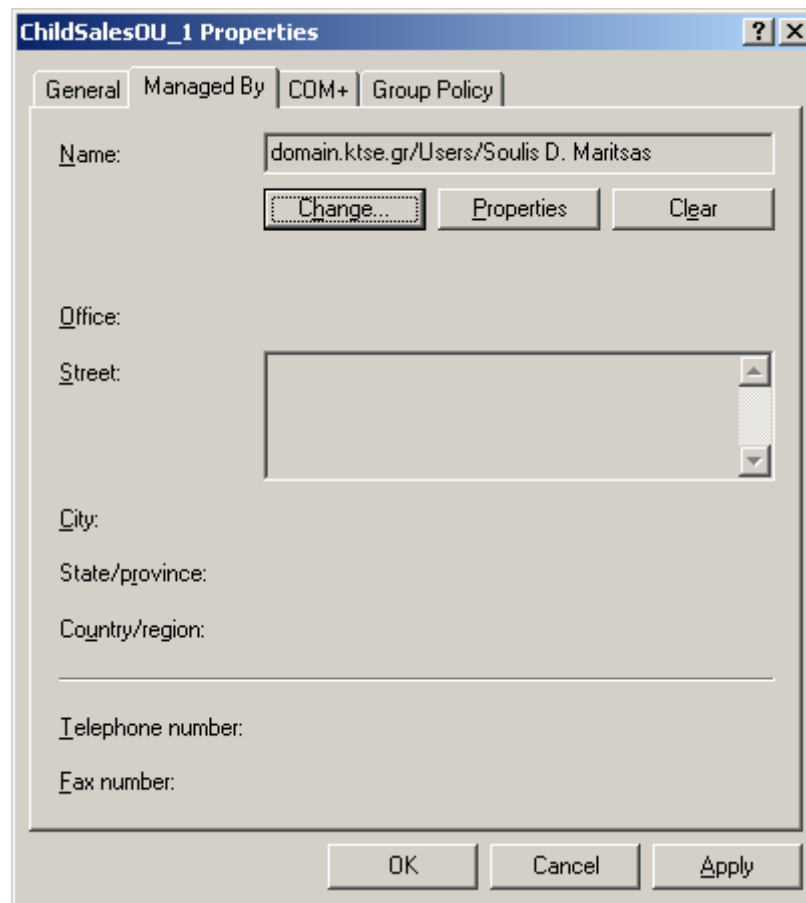 ChildSalesOU_1 Properties
General Managed By COM+ Group Policy
Name: domain.ktse.gr/Users/Soulis D. Maritsas
Change... Properties Clear
Office:
Street:
City:
State/province:
Country/region:
Telephone number:
Fax number:
OK Cancel Apply